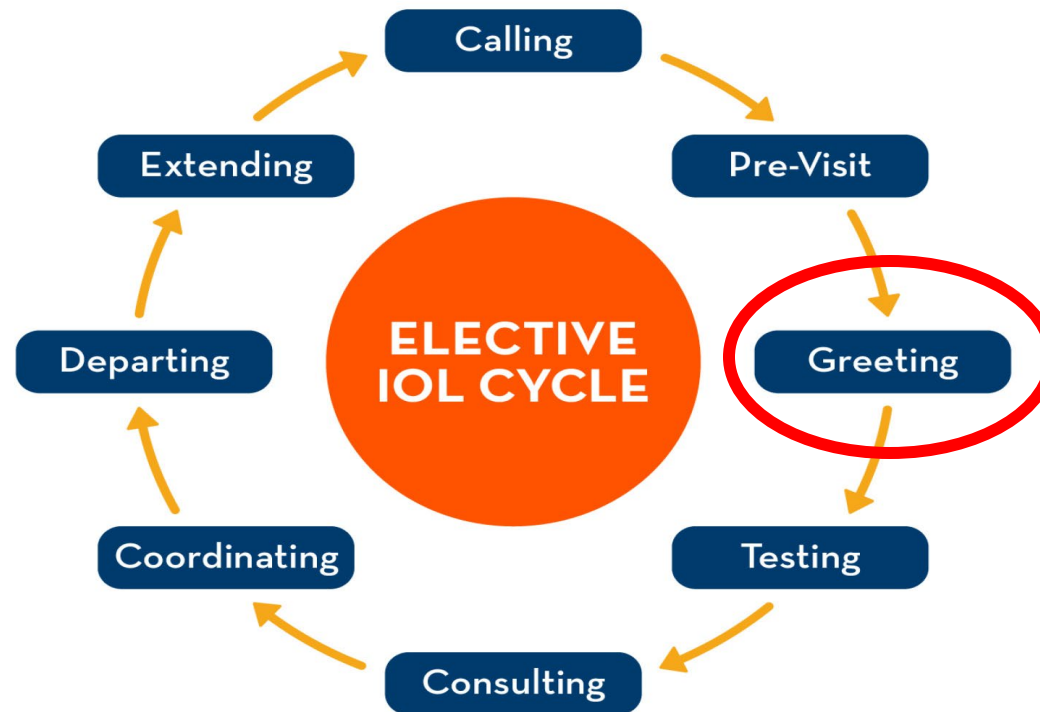 Calling
Pre-Visit
Greeting
Testing
Consulting
Coordinating
Departing
Extending
ELECTIVE
IOL CYCLE